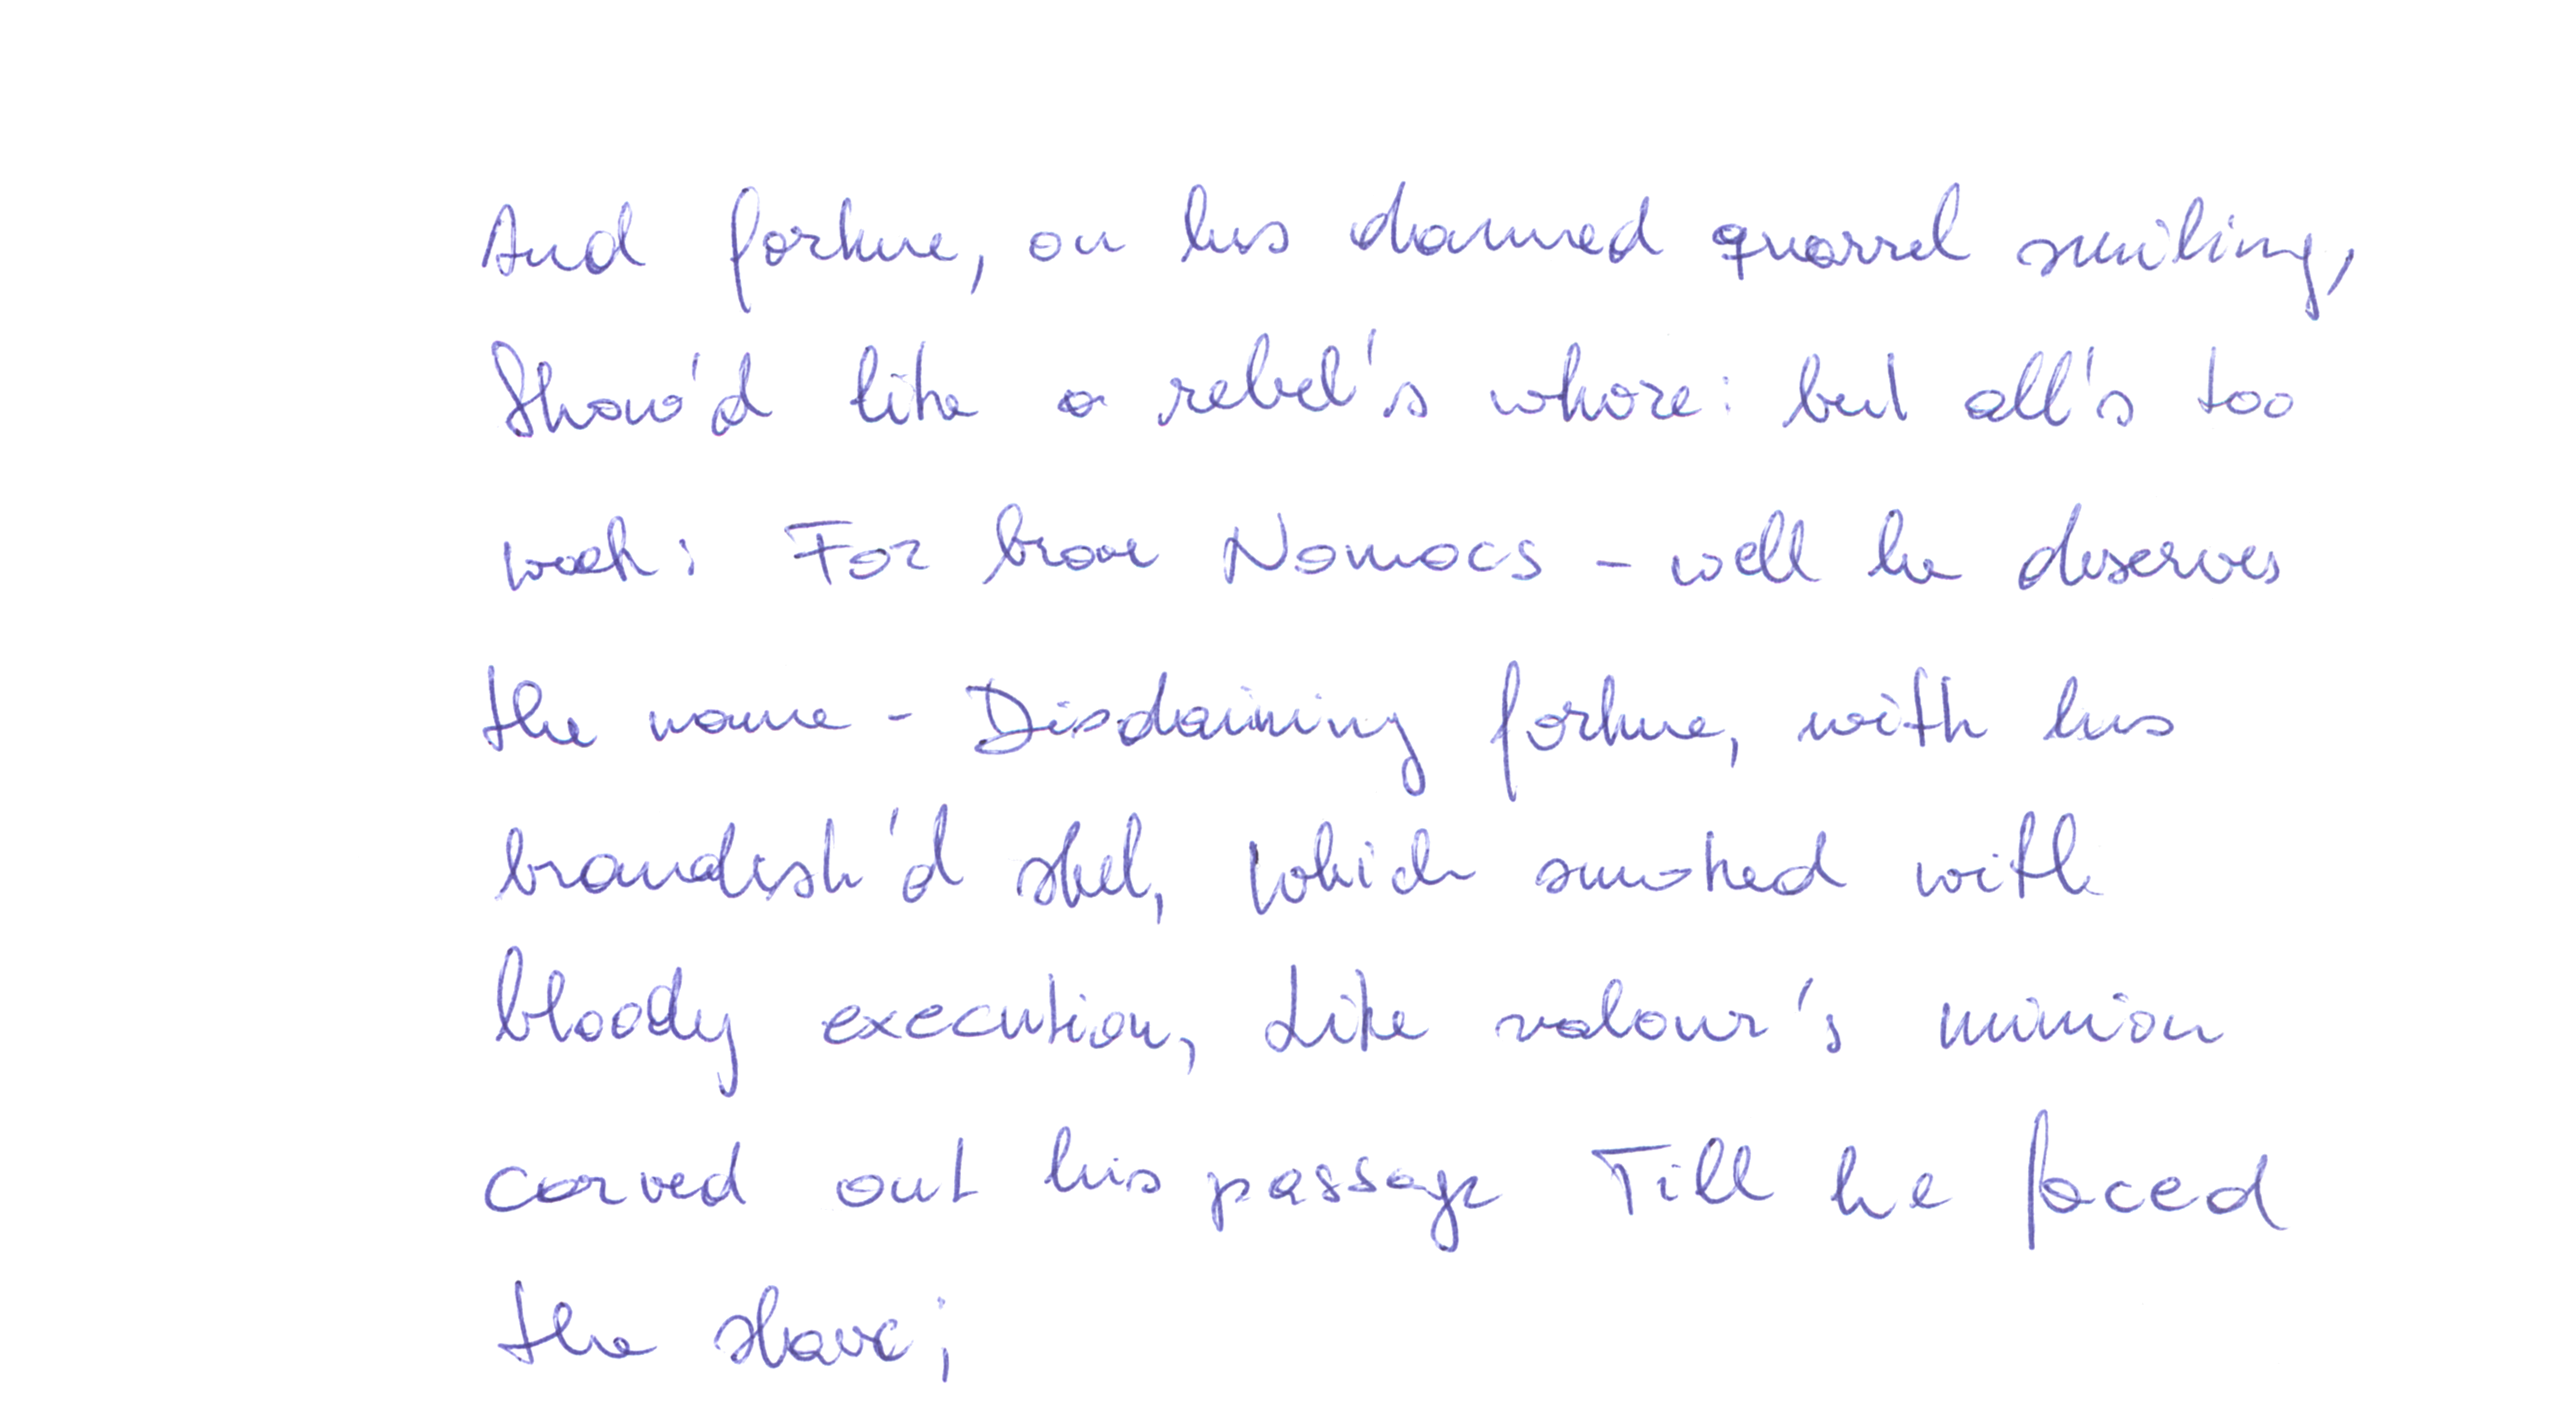 And fortune, on his damned quarrel smiling,
Show'd like a rebel's whore: but all's too
weak: For brave Nomacs - well he deserves
the name - Disdaining fortune, with his
brandish'd steel, which smoked with
bloody execution, Like valour's minion
carved out his passage Till he faced
the slave;